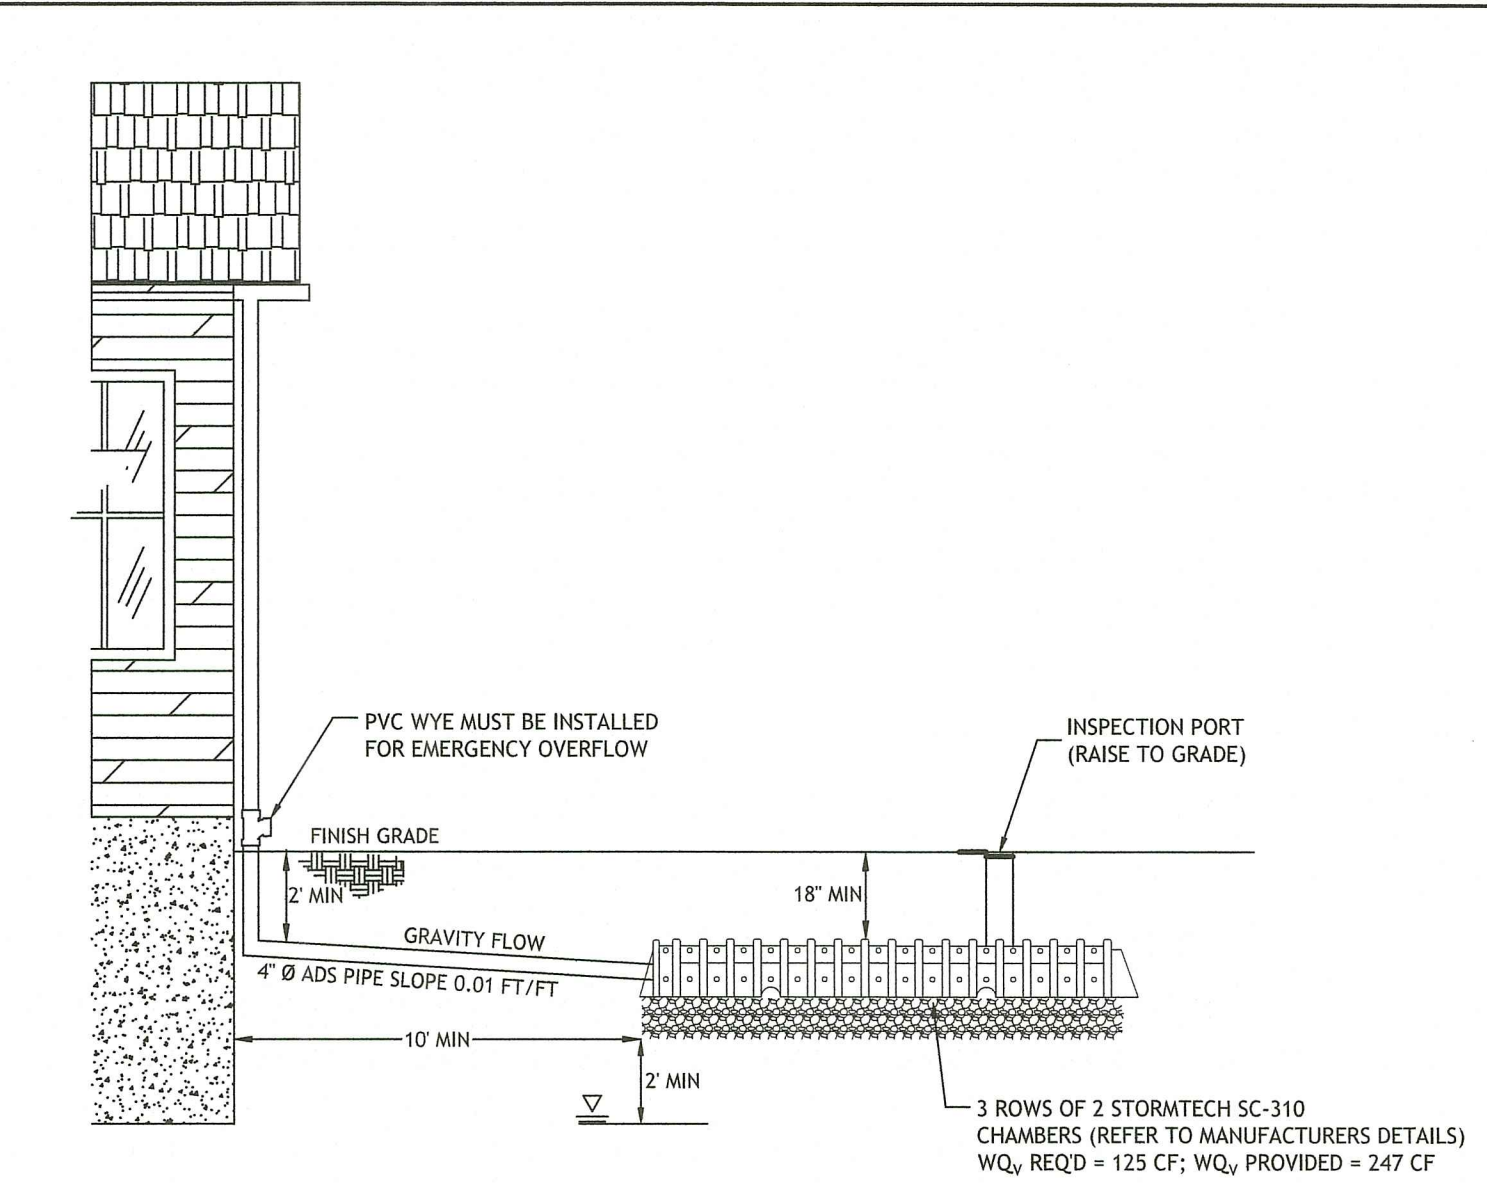 PVC WYE MUST BE INSTALLED
FOR EMERGENCY OVERFLOW
INSPECTION PORT
(RAISE TO GRADE)
FINISH GRADE
2' MIN
18" MIN
GRAVITY FLOW
4" Ø ADS PIPE SLOPE 0.01 FT/FT
10' MIN
2' MIN
3 ROWS OF 2 STORMTECH SC-310
CHAMBERS (REFER TO MANUFACTURERS DETAILS)
WQv REQ'D = 125 CF; WQv PROVIDED = 247 CF